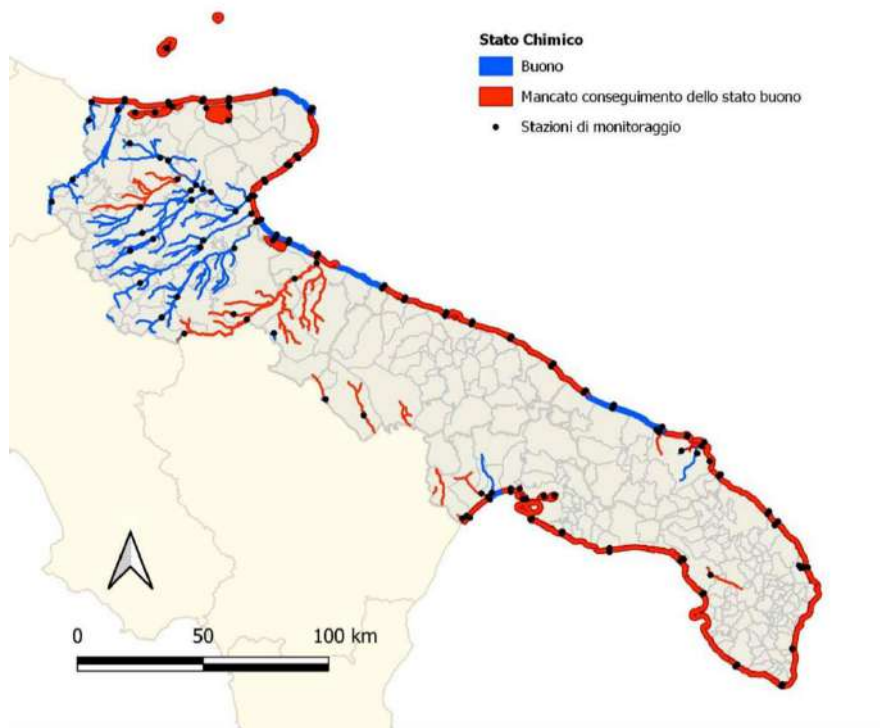 Stato Chimico
Buono
Mancato conseguimento dello stato buono
Stazioni di monitoraggio
0 50 100 km